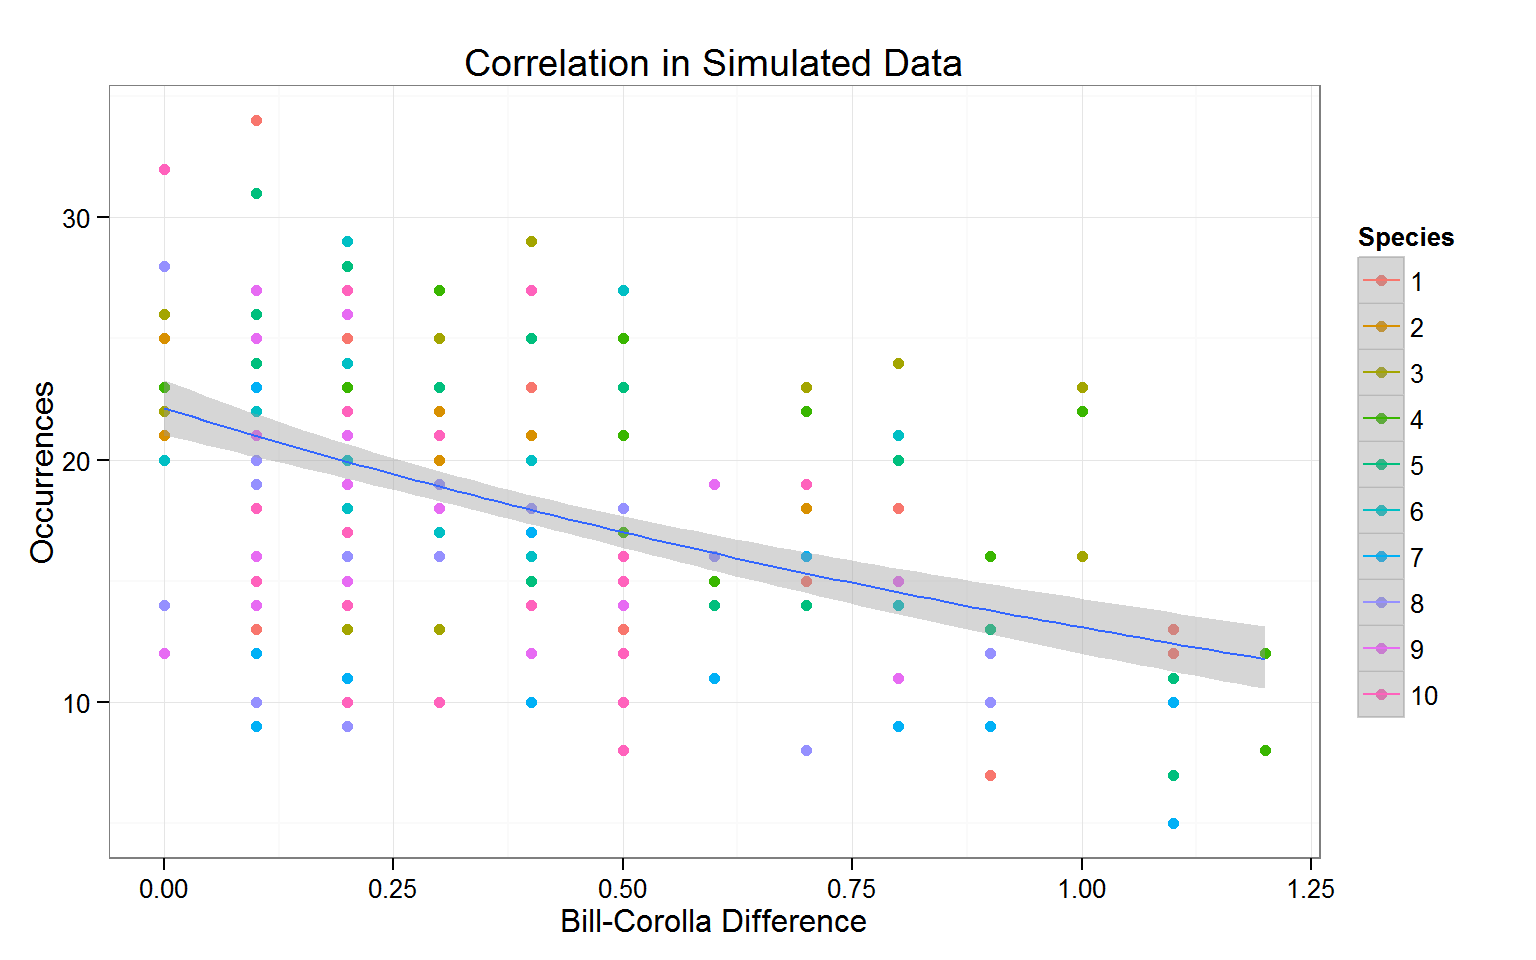 Correlation in Simulated Data
Occurrences
30
20
10
0.00 0.25 0.50 0.75 1.00 1.25
Bill-Corolla Difference
Species
1
2
3
4
5
6
7
8
9
10